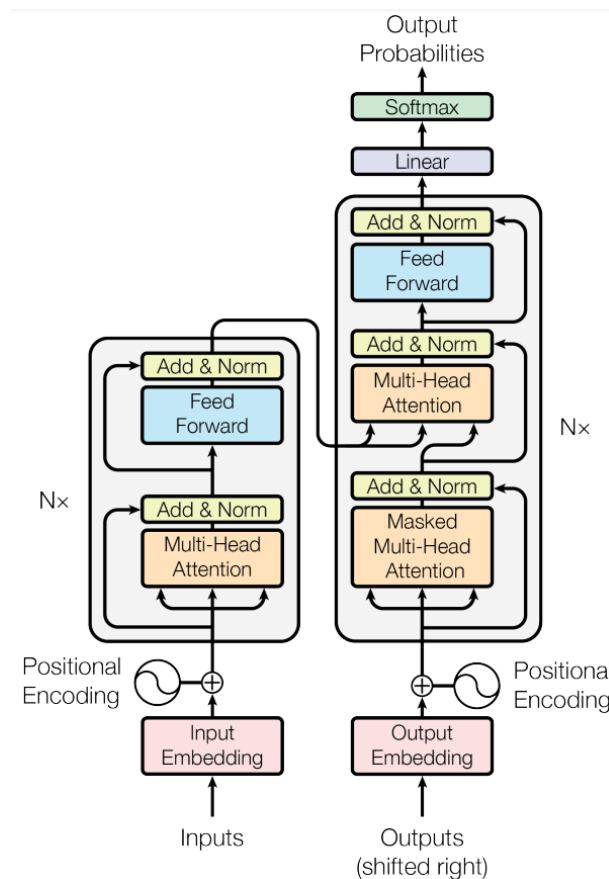 Output
Probabilities
Softmax
Linear
Add & Norm
Feed
Forward
Add & Norm
Multi-Head
Attention
Add & Norm
Masked
Multi-Head
Attention
Nx
Add & Norm
Feed
Forward
Add & Norm
Multi-Head
Attention
Nx
Positional
Encoding
Positional
Encoding
Input
Embedding
Output
Embedding
Inputs
Outputs
(shifted right)